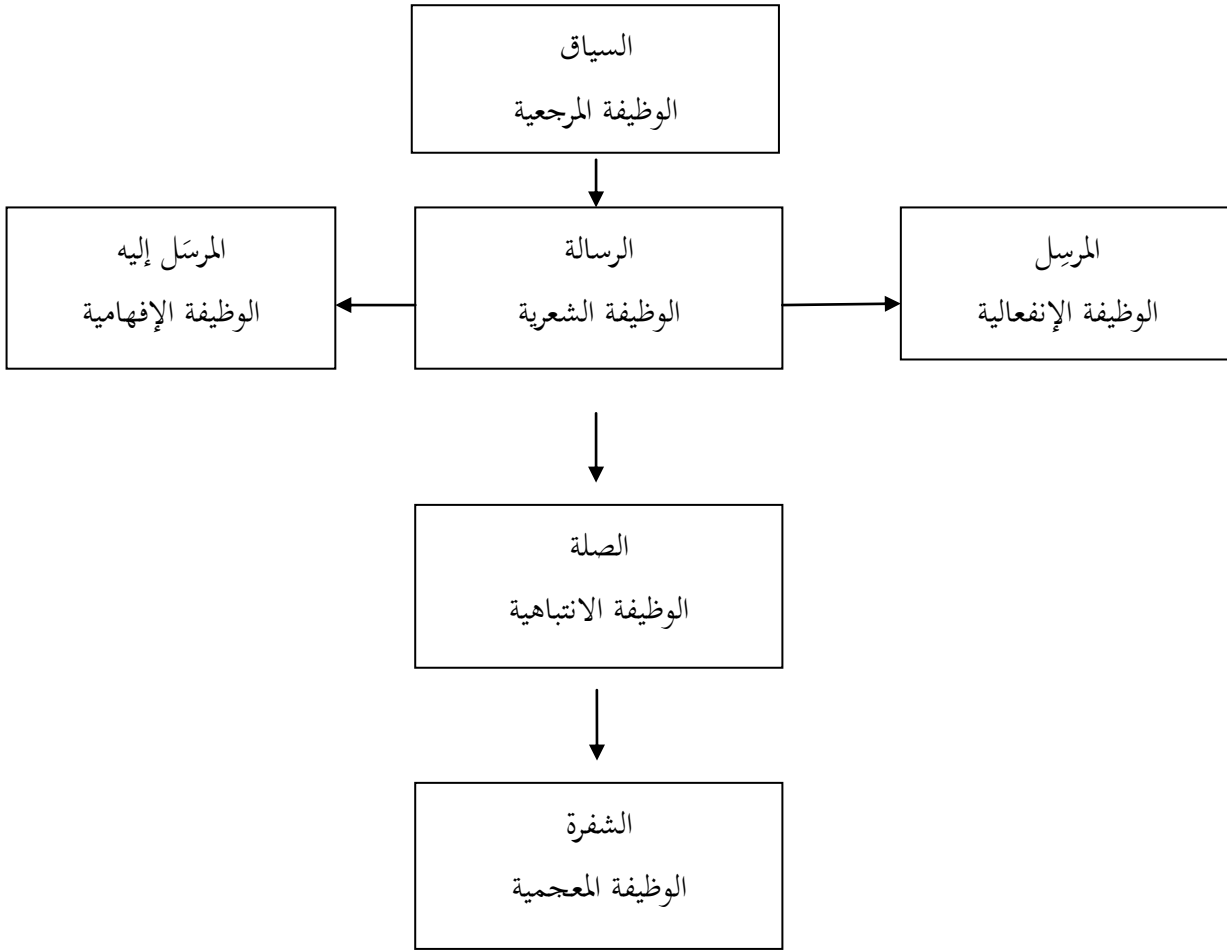 السياق
الوظيفة المرجعية
المرسِل
الوظيفة الإنفعالية
الرسالة
الوظيفة الشعرية
المرسَل إليه
الوظيفة الإفهامية
الصلة
الوظيفة الانتباهية
الشفرة
الوظيفة المعجمية